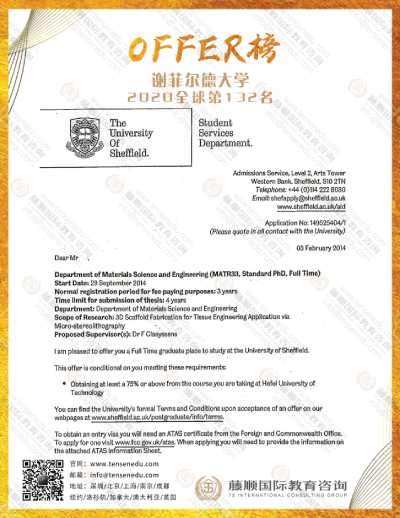 OFFER榜
谢菲尔德大学
2020全球第132名
The
University
Of
Sheffield.
Student
Services
Department.
Admissions Service, Level 2, Arts Tower
Western Bank, Sheffield, S10 2TN
Telephone: +44 (0)114 222 8030
Email: shefapply@sheffield.ac.uk
www.sheffield.ac.uk/aid
Application No: 149525404/1
(Please quote in all contact with the University)
03 February 2014
Dear Mr
Department of Materials Science and Engineering (MATR33, Standard PhD, Full Time)
Start Date: 29 September 2014
Normal registration period for fee paying purposes: 3 years
Time limit for submission of thesis: 4 years
Department: Department of Materials Science and Engineering
Scope of Research: 3D Scaffold Fabrication for Tissue Engineering Application via
Micro-stereolithography
Proposed Supervisor(s): Dr F Claeyssens
I am pleased to offer you a Full Time graduate place to study at the University of Sheffield.
This offer is conditional on you meeting these requirements:
• Obtaining at least a 75% or above from the course you are taking at Hefei University of
Technology
You can find the University's formal Terms and Conditions upon acceptance of an offer on our
webpages at www.sheffield.ac.uk/postgraduate/info/terms.
To obtain an entry visa you will need an ATAS certificate from the Foreign and Commonwealth Office.
To apply for one visit www.fco.gov.uk/atas. When applying you will need to provide the information on
the attached ATAS Information Sheet.
官网：www.tensenedu.com
邮箱：info@tensenedu.com
地址：深圳/北京/上海/南京/成都
纽约/洛杉矶/加拿大/澳大利亚/英国
藤顺国际教育咨询
TS INTERNATIONAL CONSULTING GROUP